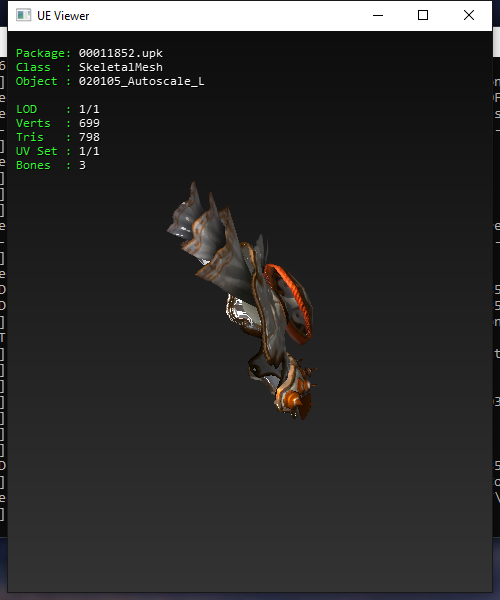 UE Viewer
Package: 00011852.upk
Class  : SkeletalMesh
Object : 020105_Autoscale_L
LOD    : 1/1
Verts  : 699
Tris   : 798
UV Set : 1/1
Bones  : 3